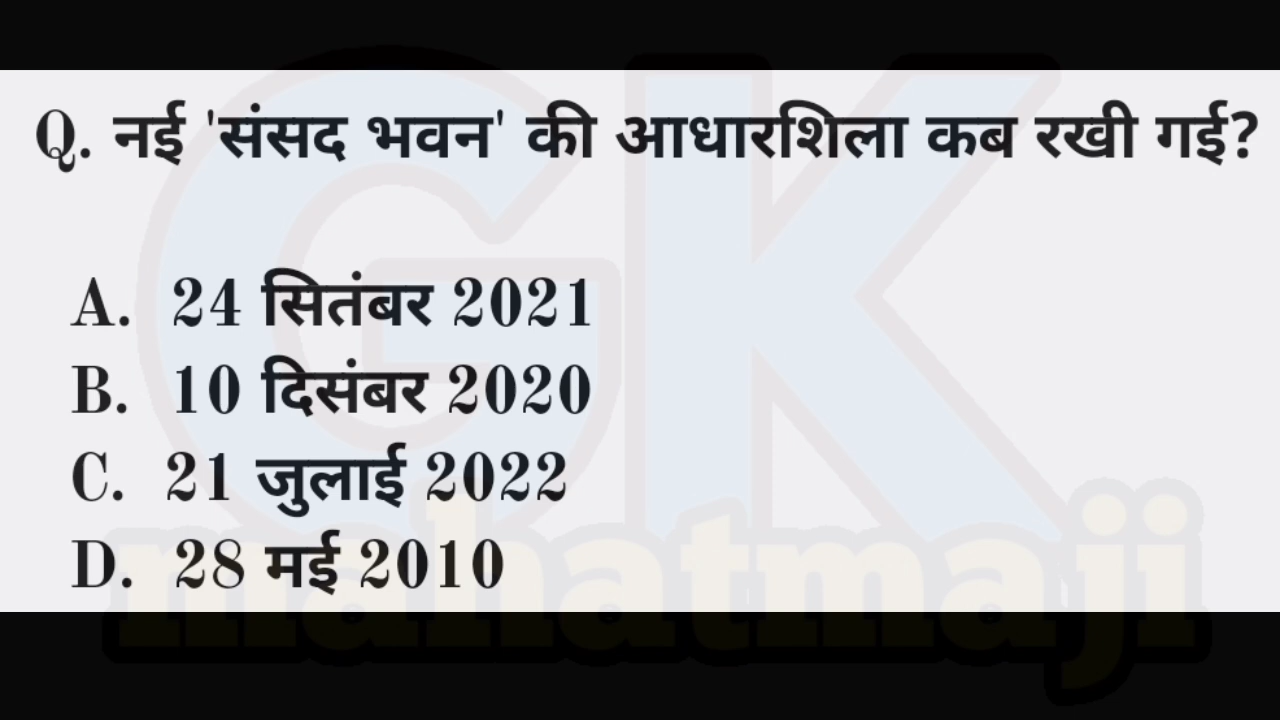 Q. नई 'संसद भवन' की आधारशिला कब रखी गई?
A. 24 सितंबर 2021
B. 10 दिसंबर 2020
C. 21 जुलाई 2022
D. 28 मई 2010
GK
mahatmaji